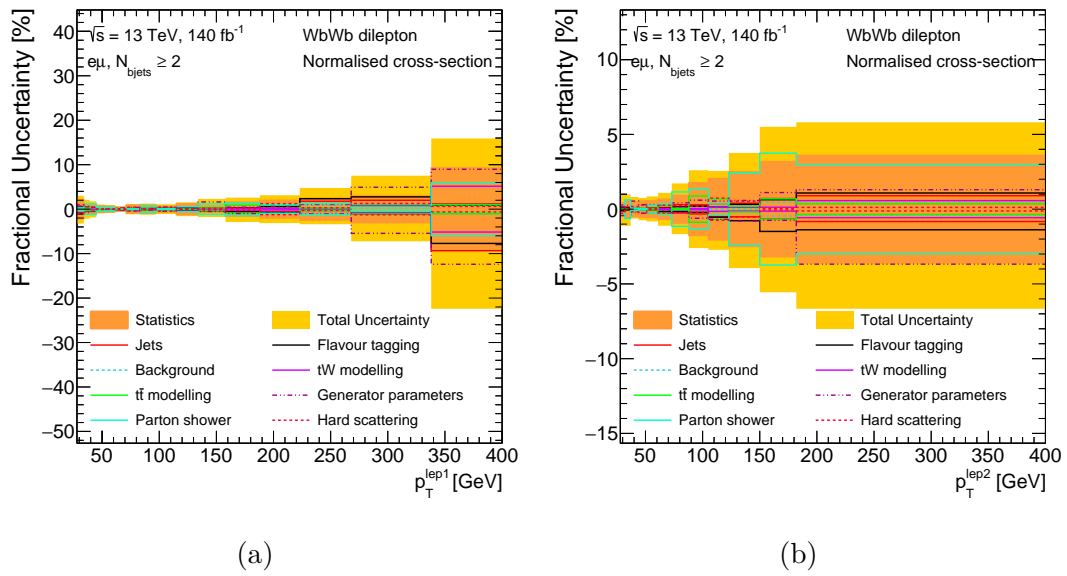 Fractional Uncertainty [%]
√s = 13 TeV, 140 fb⁻¹ WbWb dilepton
eμ, N_bjets ≥ 2 Normalised cross-section
40
30
20
10
0
−10
−20
−30
−40
−50
Statistics Total Uncertainty
Jets Flavour tagging
Background tW modelling
tt̄ modelling Generator parameters
Parton shower Hard scattering
50 100 150 200 250 300 350 400
p_T^lep1 [GeV]
(a)
Fractional Uncertainty [%]
√s = 13 TeV, 140 fb⁻¹ WbWb dilepton
eμ, N_bjets ≥ 2 Normalised cross-section
10
5
0
−5
−10
−15
Statistics Total Uncertainty
Jets Flavour tagging
Background tW modelling
tt̄ modelling Generator parameters
Parton shower Hard scattering
50 100 150 200 250 300 350 400
p_T^lep2 [GeV]
(b)